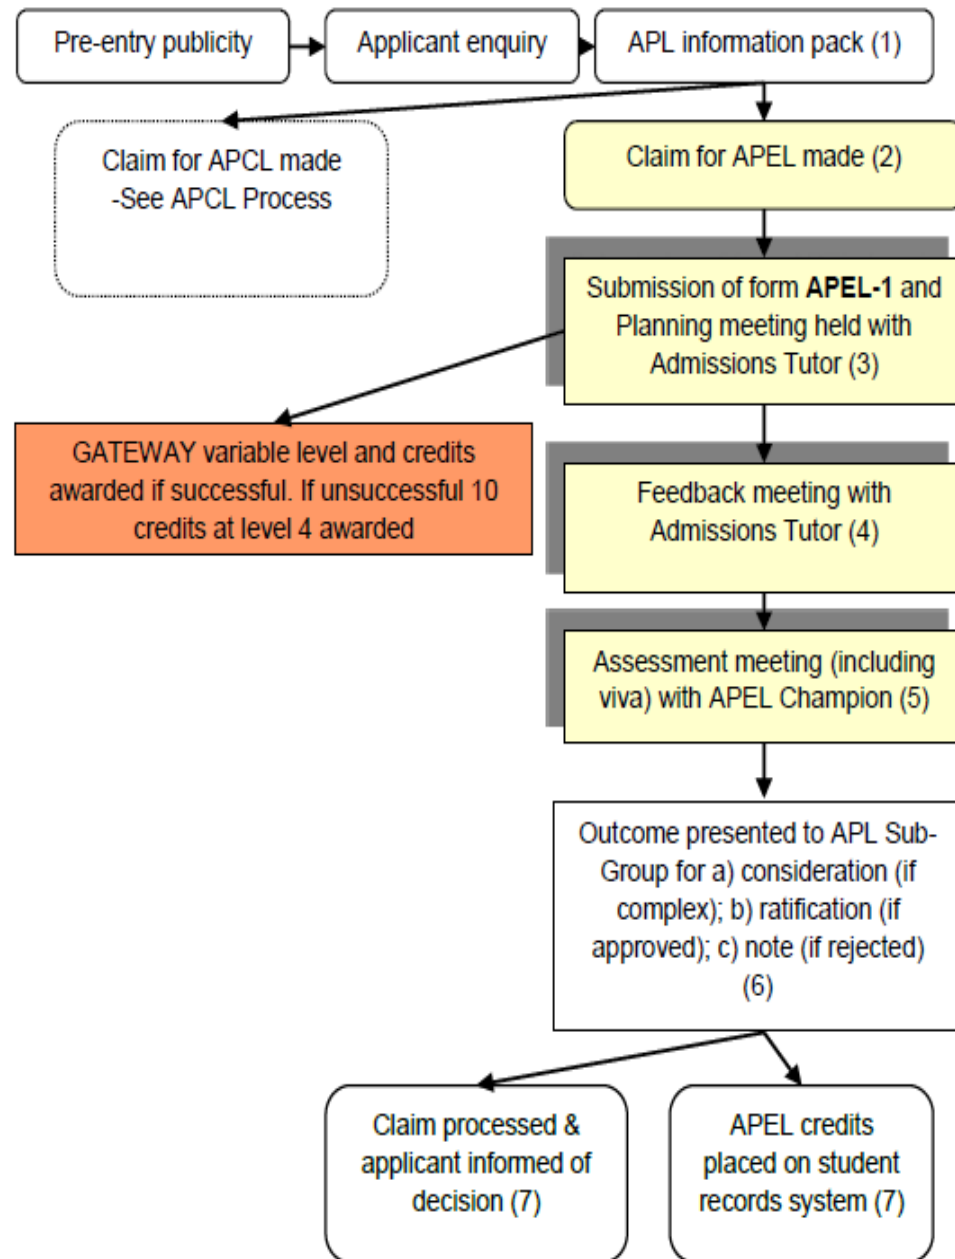 Pre-entry publicity
Applicant enquiry
APL information pack (1)
Claim for APCL made
-See APCL Process
Claim for APEL made (2)
Submission of form APEL-1 and
Planning meeting held with
Admissions Tutor (3)
GATEWAY variable level and credits
awarded if successful. If unsuccessful 10
credits at level 4 awarded
Feedback meeting with
Admissions Tutor (4)
Assessment meeting (including
viva) with APEL Champion (5)
Outcome presented to APL Sub-
Group for a) consideration (if
complex); b) ratification (if
approved); c) note (if rejected)
(6)
Claim processed &
applicant informed of
decision (7)
APEL credits
placed on student
records system (7)